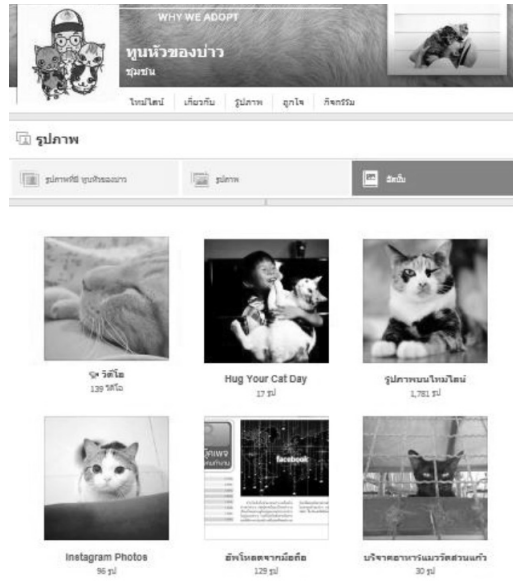 WHY WE ADOPT
ทูนหัวของบ่าว
ชุมชน
ไทม์ไลน์ เกี่ยวกับ รูปภาพ ถูกใจ กิจกรรม
รูปภาพ
รูปภาพที่มี ทูนหัวของบ่าว รูปภาพ อัลบั้ม
วิดีโอ
139 วิดีโอ
Hug Your Cat Day
17 รูป
รูปภาพบนไทม์ไลน์
1,781 รูป
facebook
Instagram Photos
96 รูป
อัพโหลดจากมือถือ
129 รูป
บริจาคอาหารแมววัดสวนแก้ว
30 รูป